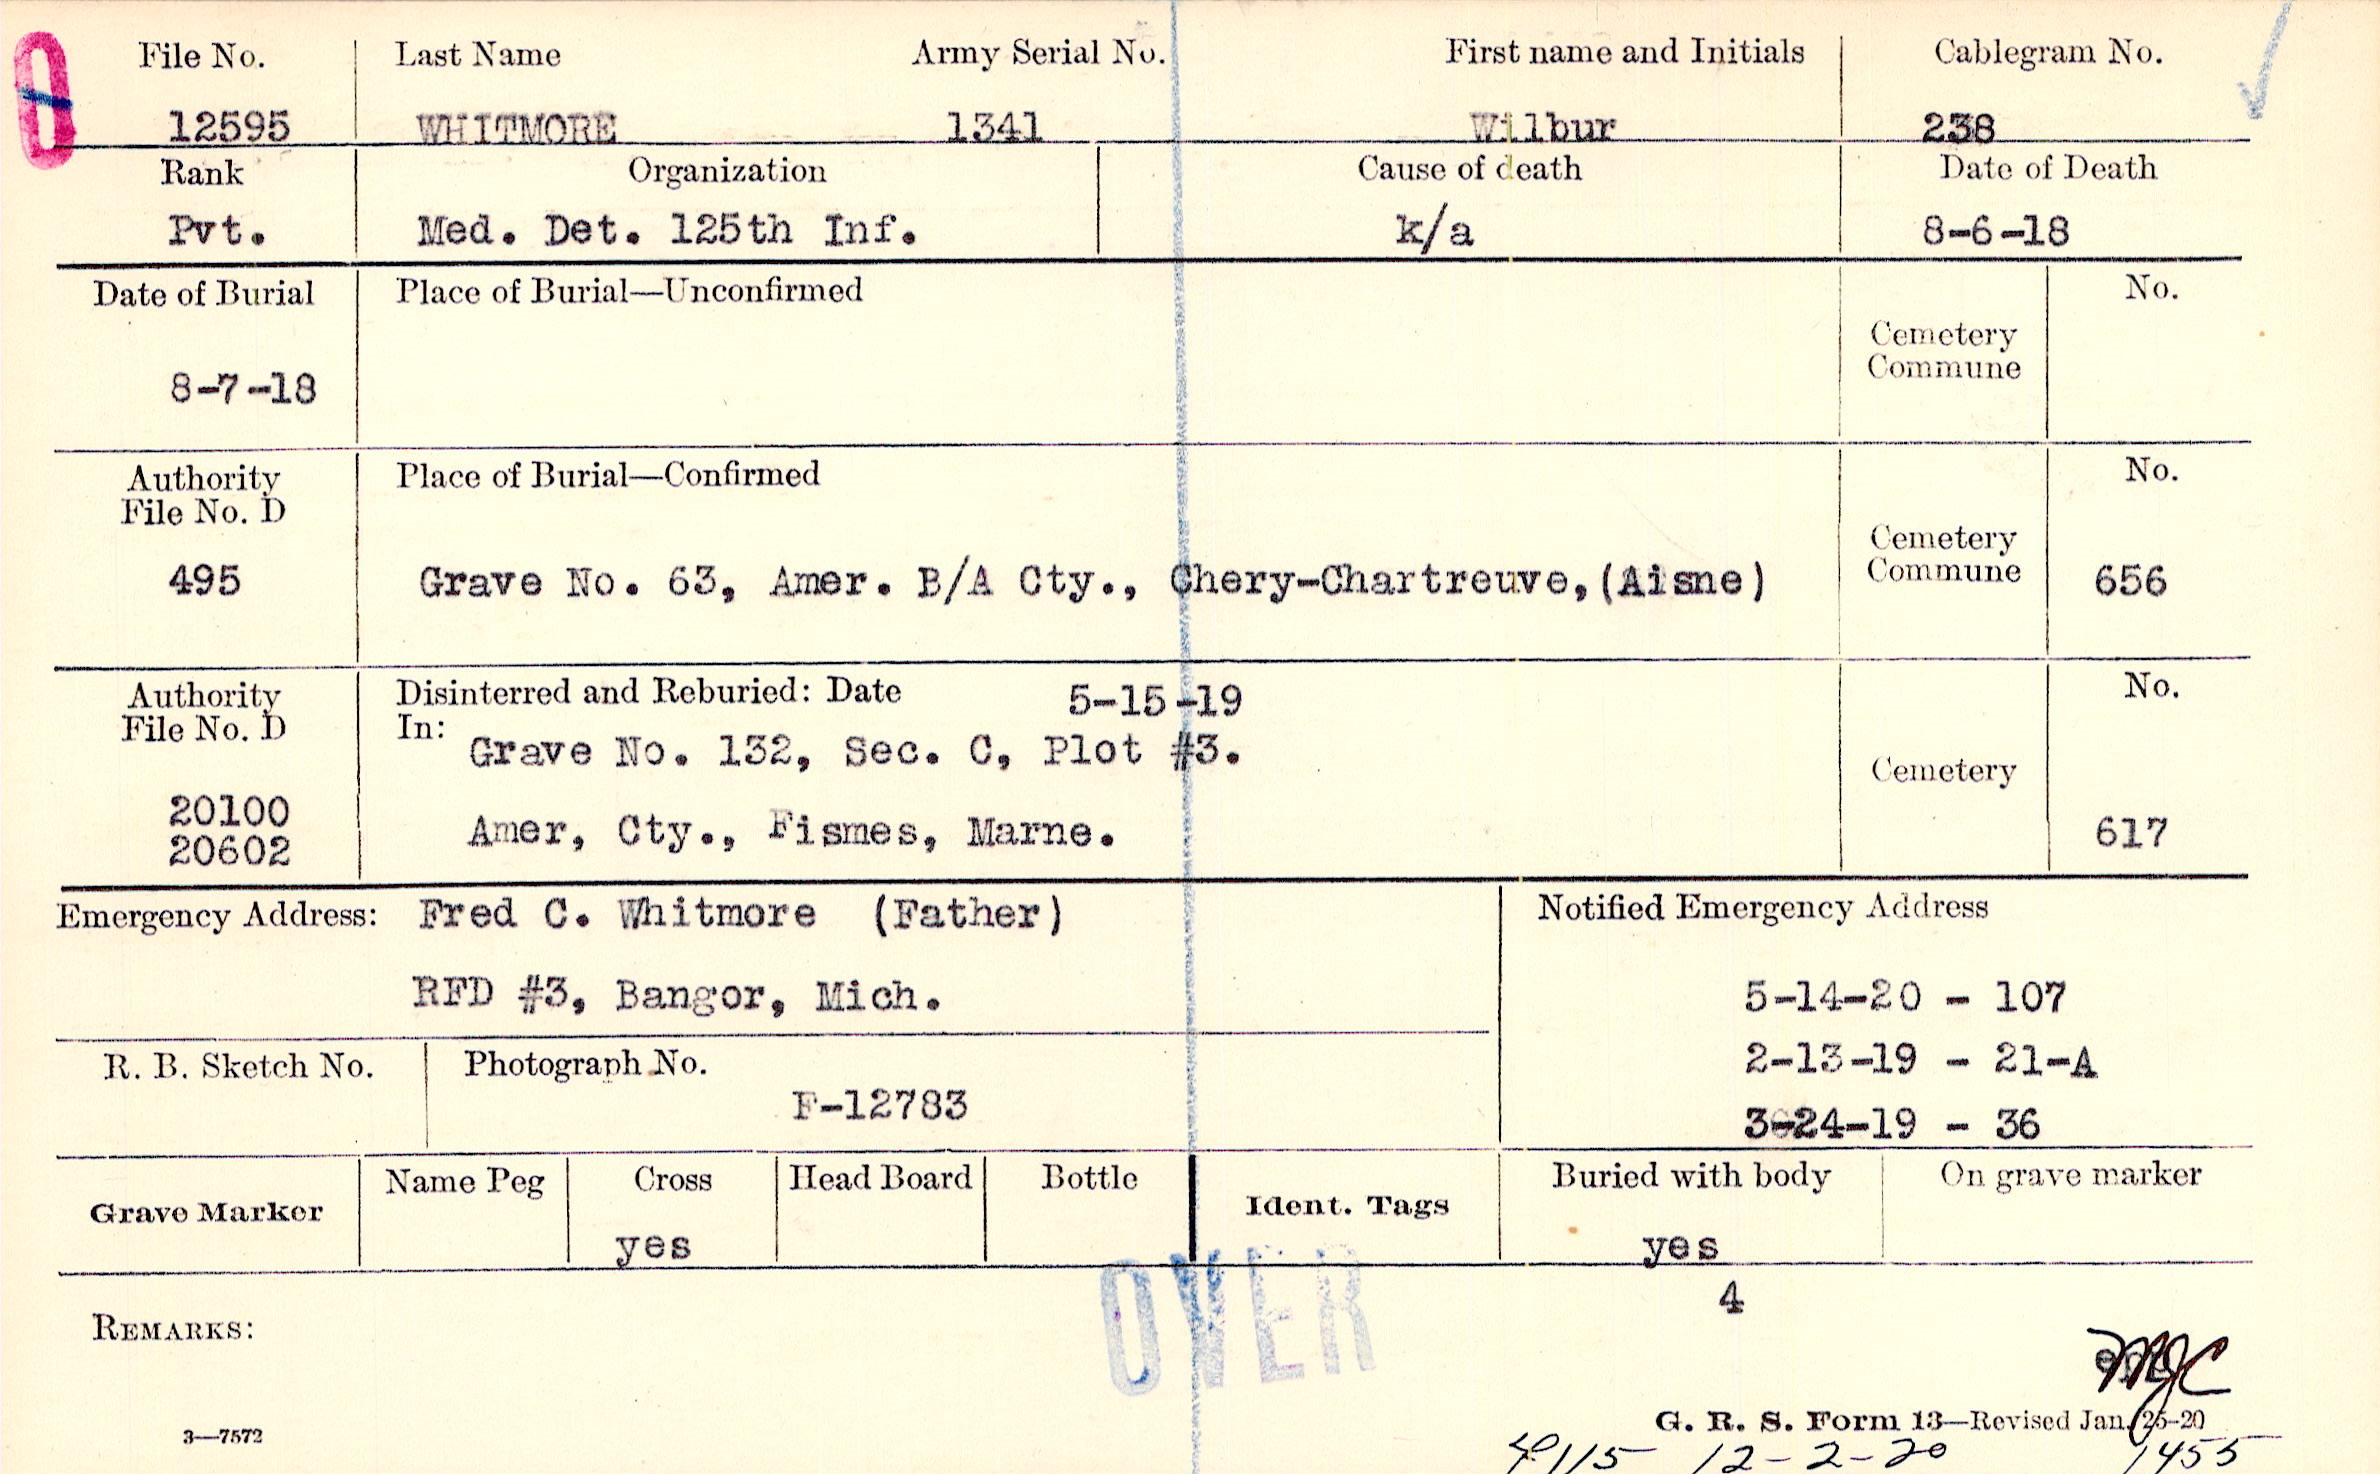 File No. Last Name Army Serial No. First name and Initials Cablegram No.
12595 WHITMORE 1341 Wilbur 238
Rank Organization Cause of death Date of Death
Pvt. Med. Det. 125th Inf. k/a 8-6-18
Date of Burial Place of Burial—Unconfirmed No.
Cemetery
Commune
8-7-18
Authority Place of Burial—Confirmed No.
File No. D
Cemetery
Commune
495 Grave No. 63, Amer. B/A Cty., Chery-Chartreuve,(Aisne) 656
Authority Disinterred and Reburied: Date 5-15-19 No.
File No. D In:
Grave No. 132, Sec. C, Plot #3.
Cemetery
20100
20602 Amer, Cty., Fismes, Marne. 617
Emergency Address: Fred C. Whitmore (Father) Notified Emergency Address
RFD #3, Bangor, Mich. 5-14-20 - 107
R. B. Sketch No. Photograph No. 2-13-19 - 21-A
F-12783 3-24-19 - 36
Grave Marker Name Peg Cross Head Board Bottle Ident. Tags Buried with body On grave marker
yes yes
OVER
4
REMARKS:
MJC
G. R. S. Form 13—Revised Jan. 25-20
3—7572
12-2-20 1455